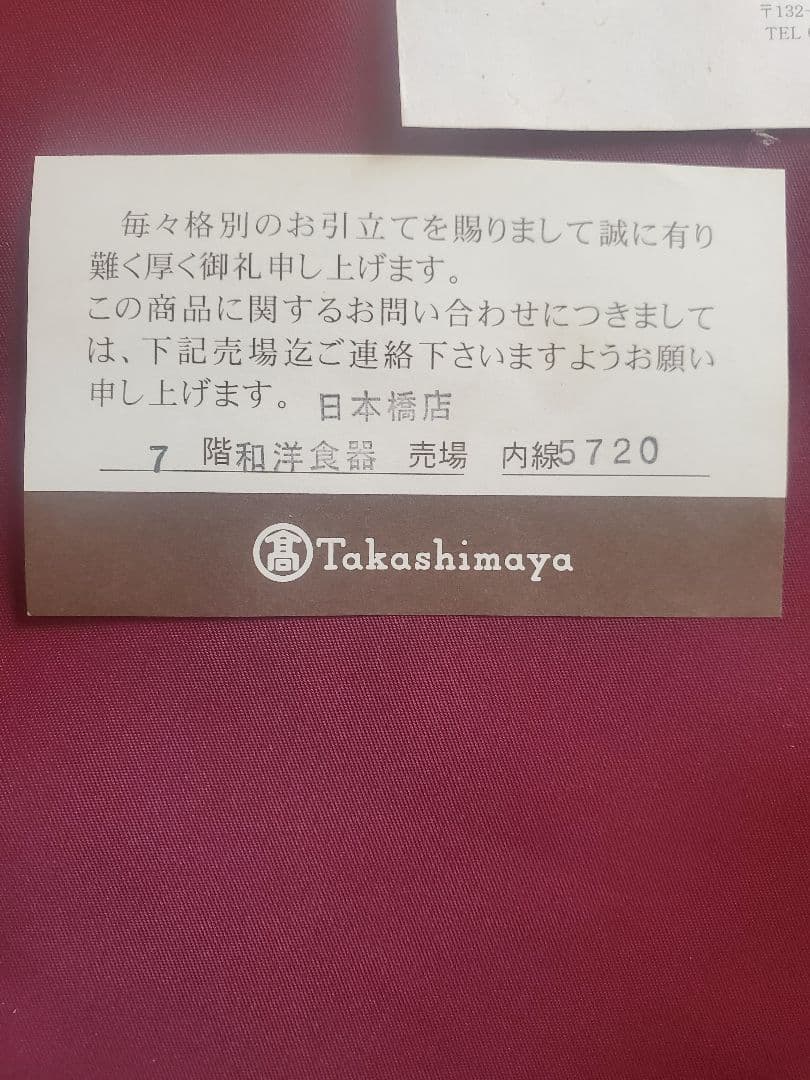 〒132-
TEL
毎々格別のお引立てを賜りまして誠に有り
難く厚く御礼申し上げます。
この商品に関するお問い合わせにつきまして
は、下記売場迄ご連絡下さいますようお願い
申し上げます。 日本橋店
7 階 和洋食器 売場 内線 5720
髙 Takashimaya